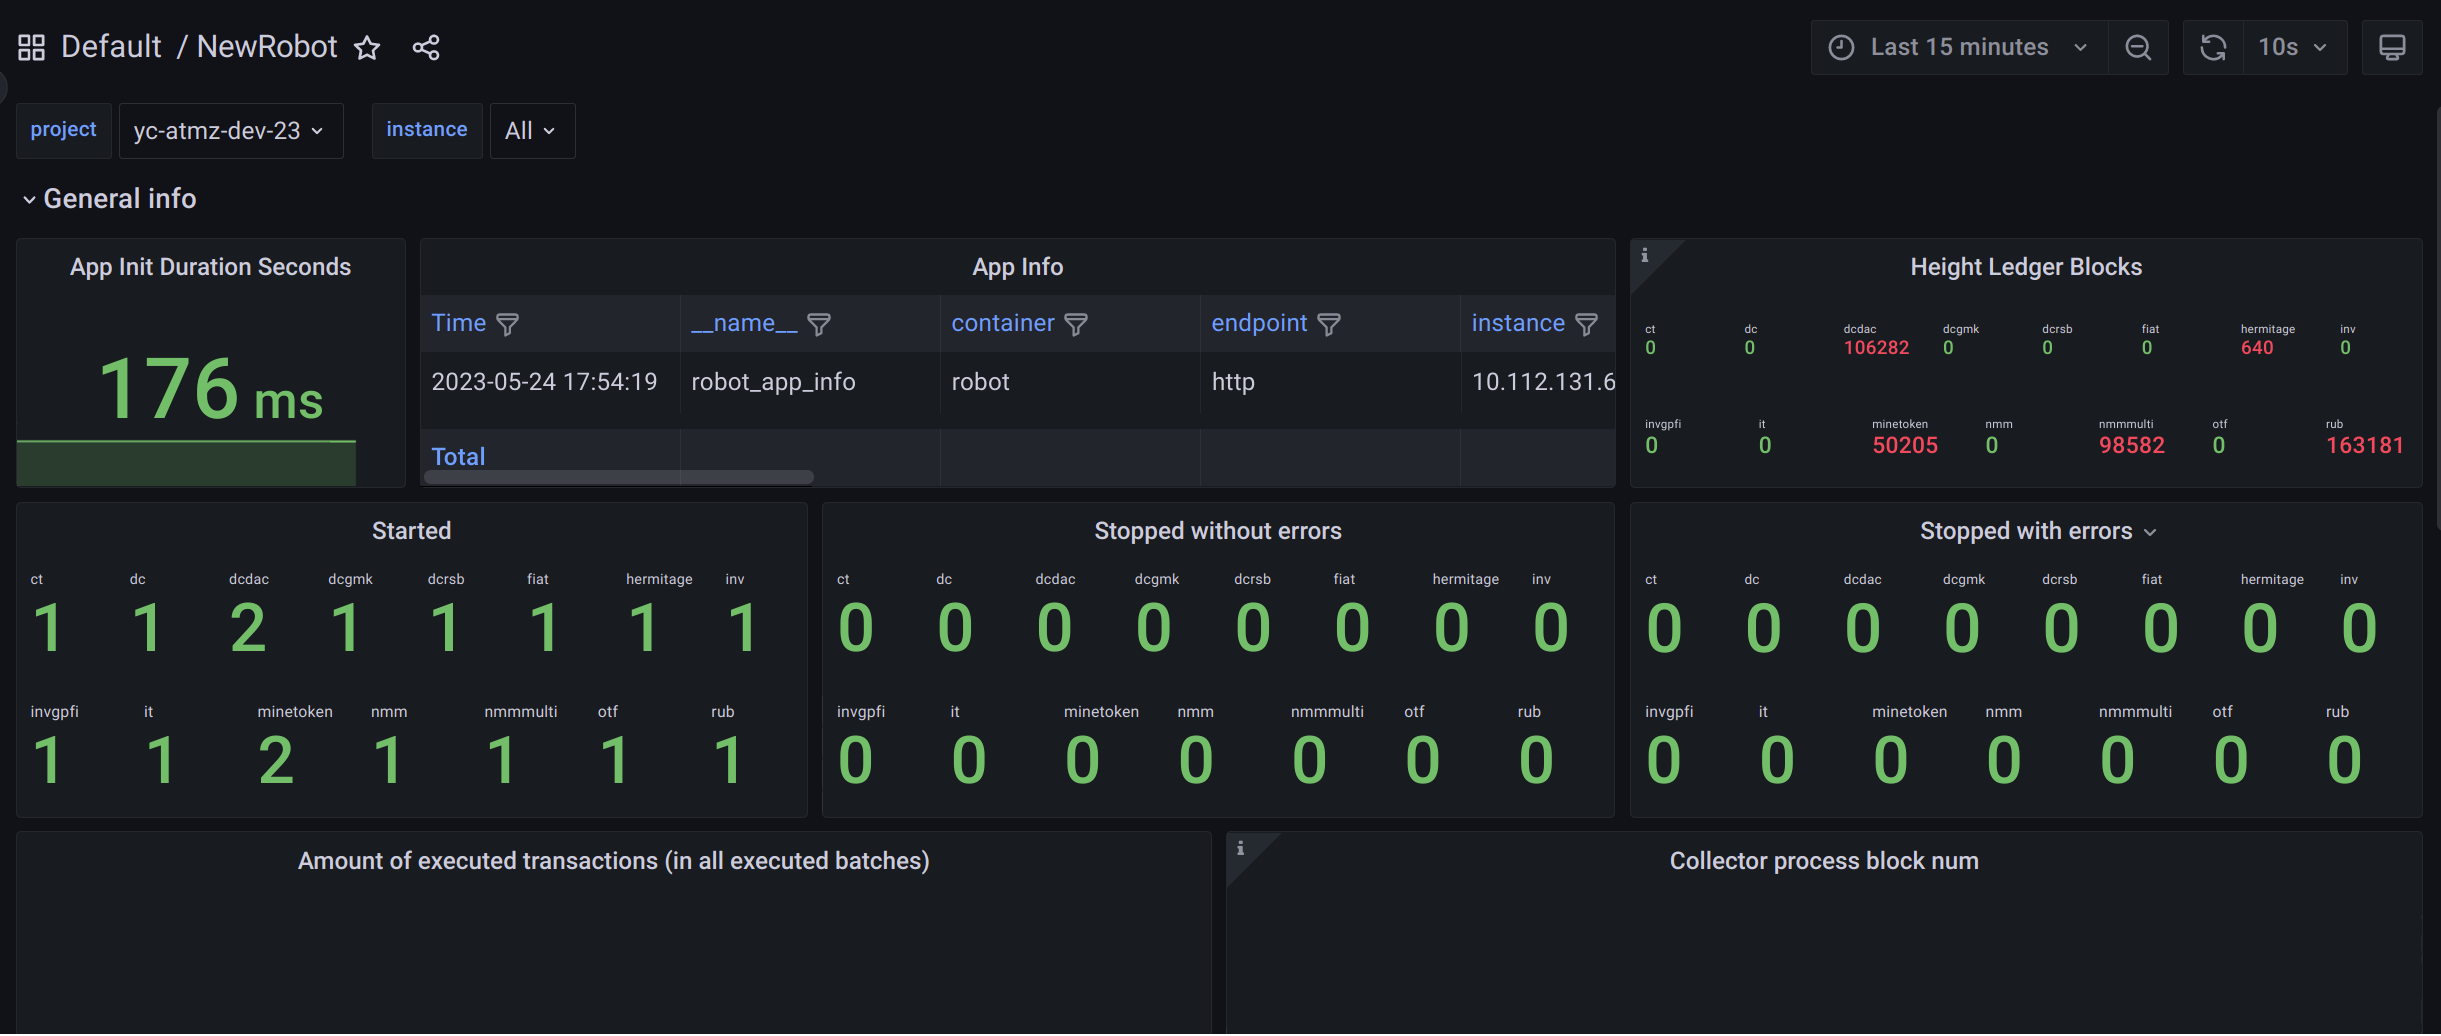 Default / NewRobot
Last 15 minutes
10s
project yc-atmz-dev-23 instance All
General info
App Init Duration Seconds
176 ms
App Info
Time __name__ container endpoint instance
2023-05-24 17:54:19 robot_app_info robot http 10.112.131.6
Total
Height Ledger Blocks
ct dc dcdac dcgmk dcrsb fiat hermitage inv
0 0 106282 0 0 0 640 0
invgpfi it minetoken nmm nmmmulti otf rub
0 0 50205 0 98582 0 163181
Started
ct dc dcdac dcgmk dcrsb fiat hermitage inv
1 1 2 1 1 1 1 1
invgpfi it minetoken nmm nmmmulti otf rub
1 1 2 1 1 1 1
Stopped without errors
ct dc dcdac dcgmk dcrsb fiat hermitage inv
0 0 0 0 0 0 0 0
invgpfi it minetoken nmm nmmmulti otf rub
0 0 0 0 0 0 0
Stopped with errors
ct dc dcdac dcgmk dcrsb fiat hermitage inv
0 0 0 0 0 0 0 0
invgpfi it minetoken nmm nmmmulti otf rub
0 0 0 0 0 0 0
Amount of executed transactions (in all executed batches)
Collector process block num